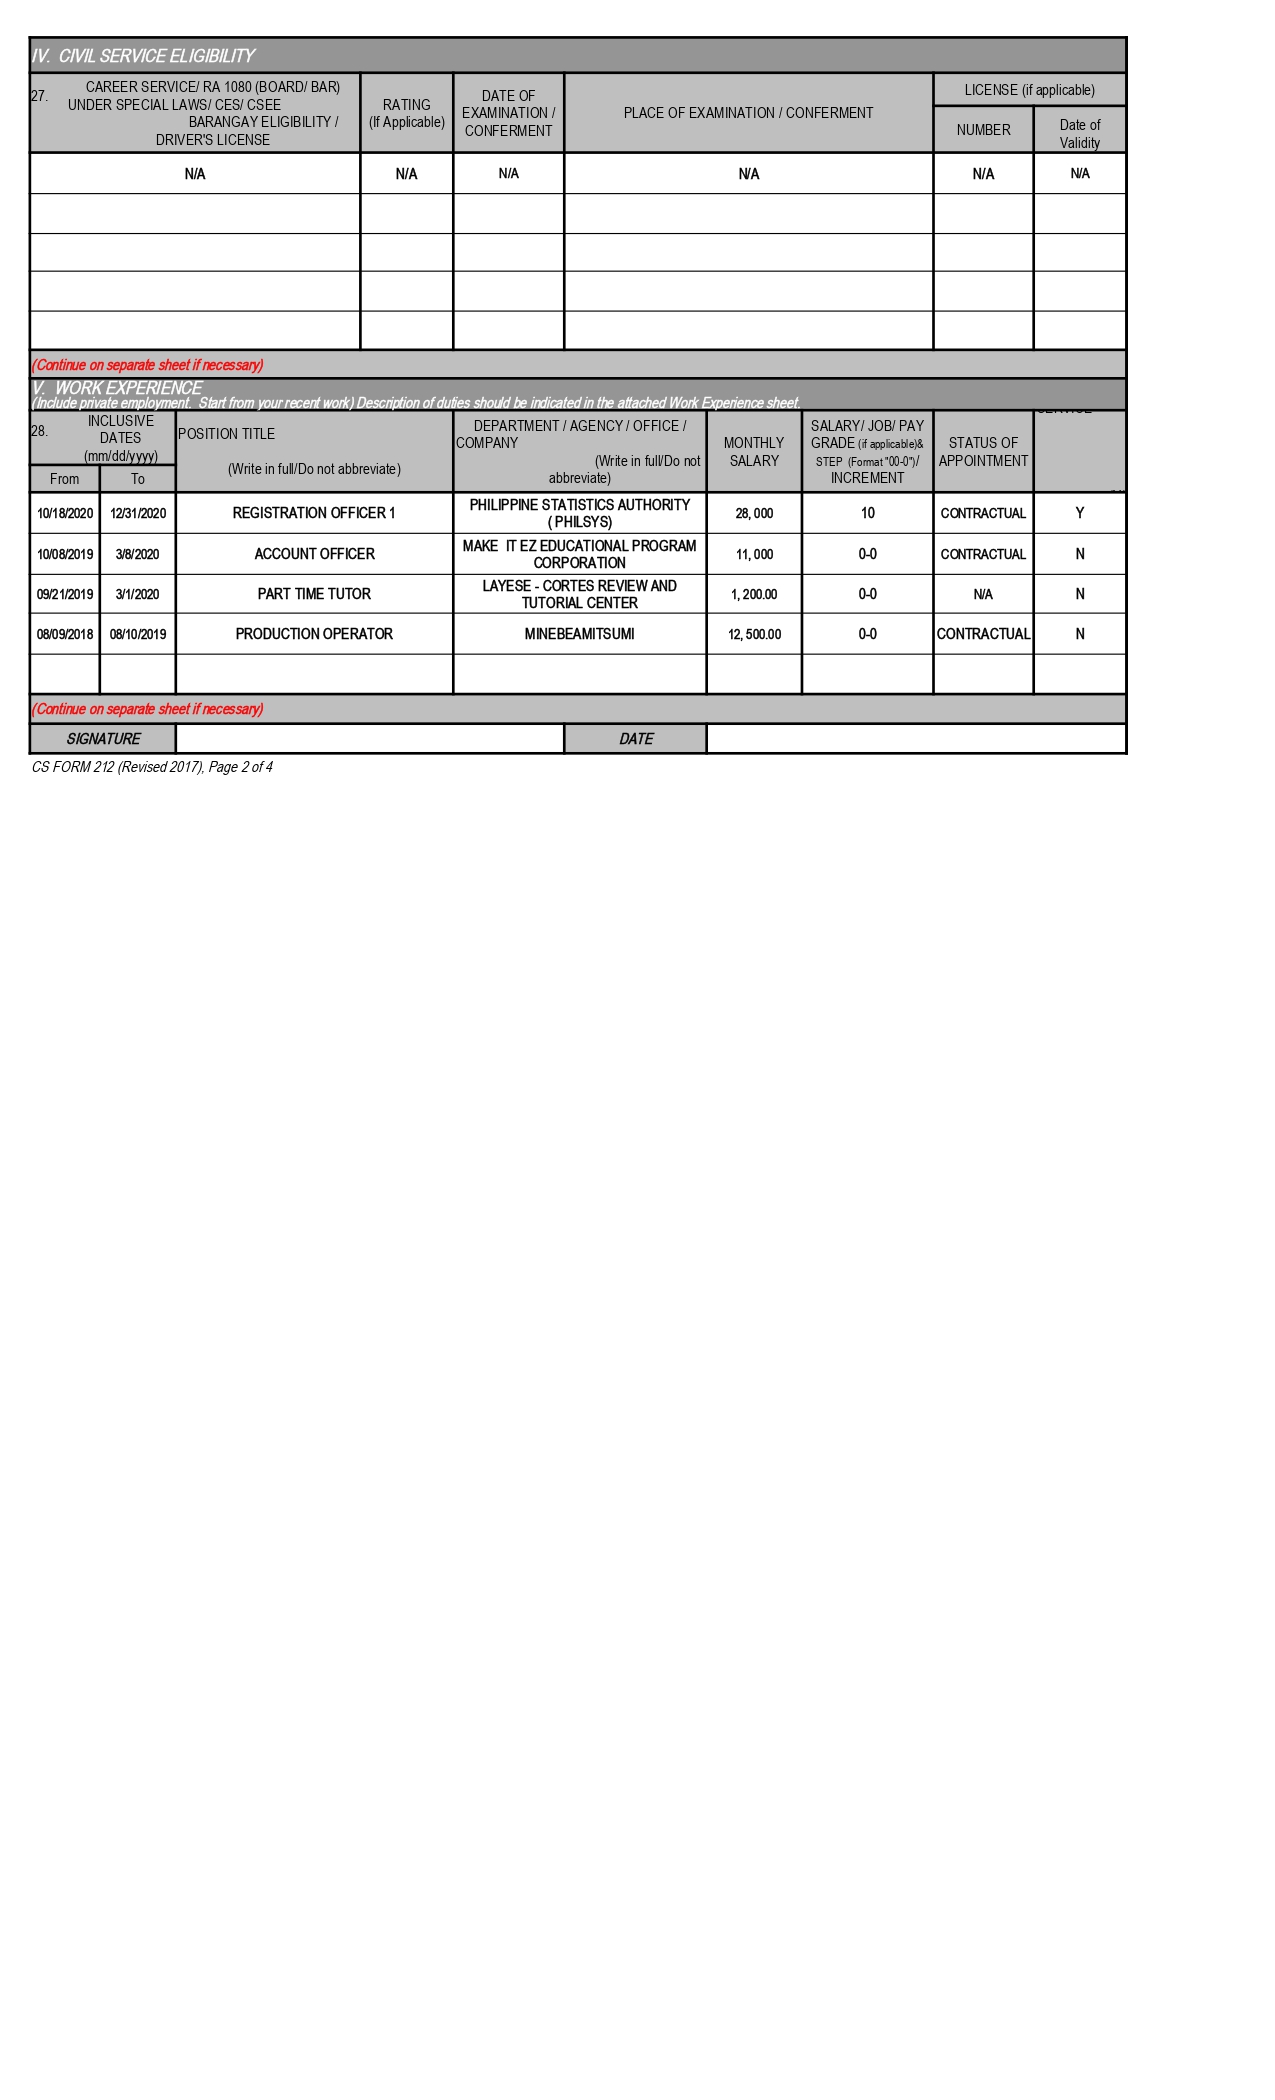 IV. CIVIL SERVICE ELIGIBILITY
27.
CAREER SERVICE/ RA 1080 (BOARD/ BAR)
UNDER SPECIAL LAWS/ CES/ CSEE
BARANGAY ELIGIBILITY /
DRIVER'S LICENSE
RATING
(If Applicable)
DATE OF
EXAMINATION /
CONFERMENT
PLACE OF EXAMINATION / CONFERMENT
LICENSE (if applicable)
NUMBER
Date of
Validity
N/A N/A N/A N/A N/A N/A
(Continue on separate sheet if necessary)
V. WORK EXPERIENCE
(Include private employment. Start from your recent work) Description of duties should be indicated in the attached Work Experience sheet.
28.
INCLUSIVE
DATES
(mm/dd/yyyy)
From To
POSITION TITLE
(Write in full/Do not abbreviate)
DEPARTMENT / AGENCY / OFFICE /
COMPANY
(Write in full/Do not
abbreviate)
MONTHLY
SALARY
SALARY/ JOB/ PAY
GRADE (if applicable)&
STEP (Format "00-0")/
INCREMENT
STATUS OF
APPOINTMENT
SERVICE
10/18/2020 12/31/2020 REGISTRATION OFFICER 1 PHILIPPINE STATISTICS AUTHORITY
( PHILSYS) 28, 000 10 CONTRACTUAL Y
10/08/2019 3/8/2020 ACCOUNT OFFICER MAKE IT EZ EDUCATIONAL PROGRAM
CORPORATION 11, 000 0-0 CONTRACTUAL N
09/21/2019 3/1/2020 PART TIME TUTOR LAYESE - CORTES REVIEW AND
TUTORIAL CENTER 1, 200.00 0-0 N/A N
08/09/2018 08/10/2019 PRODUCTION OPERATOR MINEBEAMITSUMI 12, 500.00 0-0 CONTRACTUAL N
(Continue on separate sheet if necessary)
SIGNATURE DATE
CS FORM 212 (Revised 2017), Page 2 of 4